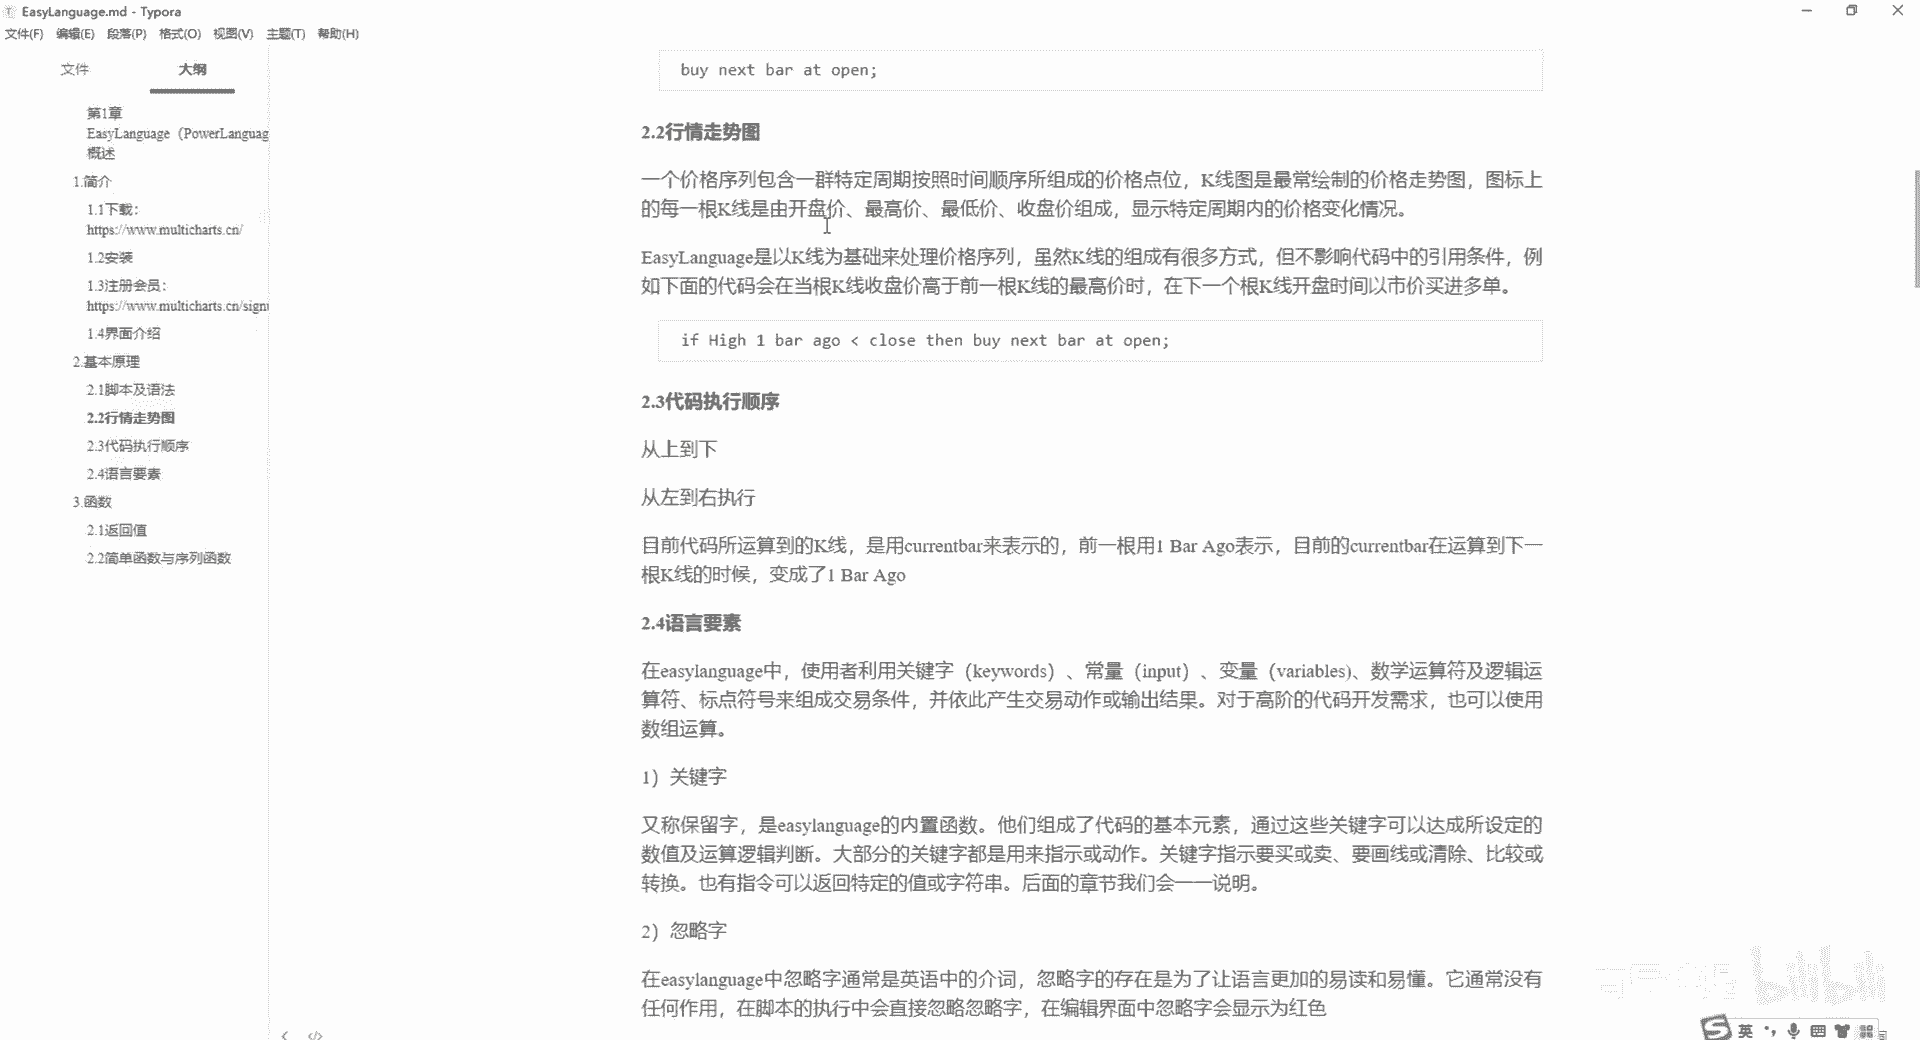 EasyLanguage.md - Typora
文件(F) 编辑(E) 段落(P) 格式(O) 视图(V) 主题(T) 帮助(H)
文件 大纲
第1章
EasyLanguage（PowerLanguag
概述
1.简介
1.1下载：
https://www.multicharts.cn/
1.2安装
1.3注册会员：
https://www.multicharts.cn/sign
1.4界面介绍
2.基本原理
2.1脚本及语法
2.2行情走势图
2.3代码执行顺序
2.4语言要素
3.函数
2.1返回值
2.2简单函数与序列函数
buy next bar at open;
2.2行情走势图
一个价格序列包含一群特定周期按照时间顺序所组成的价格点位，K线图是最常绘制的价格走势图，图标上
的每一根K线是由开盘价、最高价、最低价、收盘价组成，显示特定周期内的价格变化情况。
EasyLanguage是以K线为基础来处理价格序列，虽然K线的组成有很多方式，但不影响代码中的引用条件，例
如下面的代码会在当根K线收盘价高于前一根K线的最高价时，在下一个根K线开盘时间以市价买进多单。
if High 1 bar ago < close then buy next bar at open;
2.3代码执行顺序
从上到下
从左到右执行
目前代码所运算到的K线，是用currentbar来表示的，前一根用1 Bar Ago表示，目前的currentbar在运算到下一
根K线的时候，变成了1 Bar Ago
2.4语言要素
在easylanguage中，使用者利用关键字（keywords）、常量（input）、变量（variables)、数学运算符及逻辑运
算符、标点符号来组成交易条件，并依此产生交易动作或输出结果。对于高阶的代码开发需求，也可以使用
数组运算。
1）关键字
又称保留字，是easylanguage的内置函数。他们组成了代码的基本元素，通过这些关键字可以达成所设定的
数值及运算逻辑判断。大部分的关键字都是用来指示或动作。关键字指示要买或卖、要画线或清除、比较或
转换。也有指令可以返回特定的值或字符串。后面的章节我们会一一说明。
2）忽略字
在easylanguage中忽略字通常是英语中的介词，忽略字的存在是为了让语言更加的易读和易懂。它通常没有
任何作用，在脚本的执行中会直接忽略忽略字，在编辑界面中忽略字会显示为红色
bilibili
英